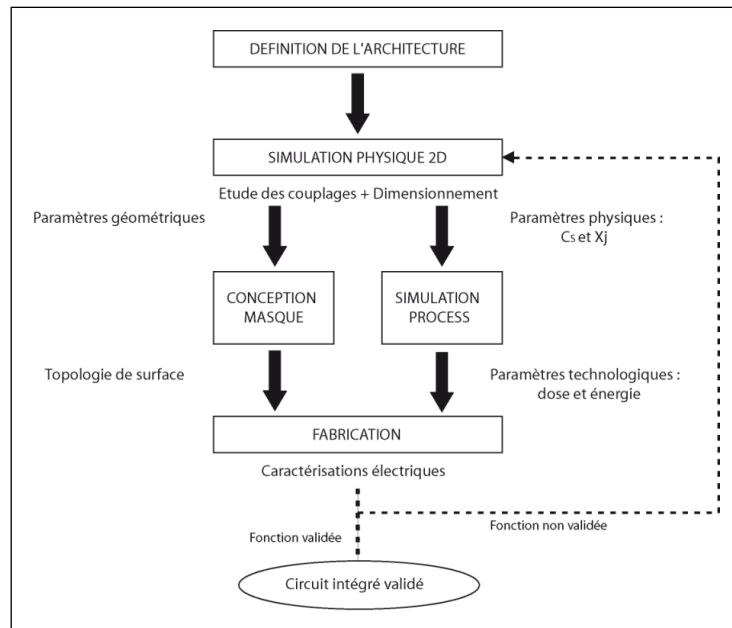 DEFINITION DE L'ARCHITECTURE
SIMULATION PHYSIQUE 2D
Etude des couplages + Dimensionnement
Paramètres géométriques
Paramètres physiques :
Cs et Xj
CONCEPTION
MASQUE
SIMULATION
PROCESS
Topologie de surface
Paramètres technologiques :
dose et énergie
FABRICATION
Caractérisations électriques
Fonction validée
Fonction non validée
Circuit intégré validé